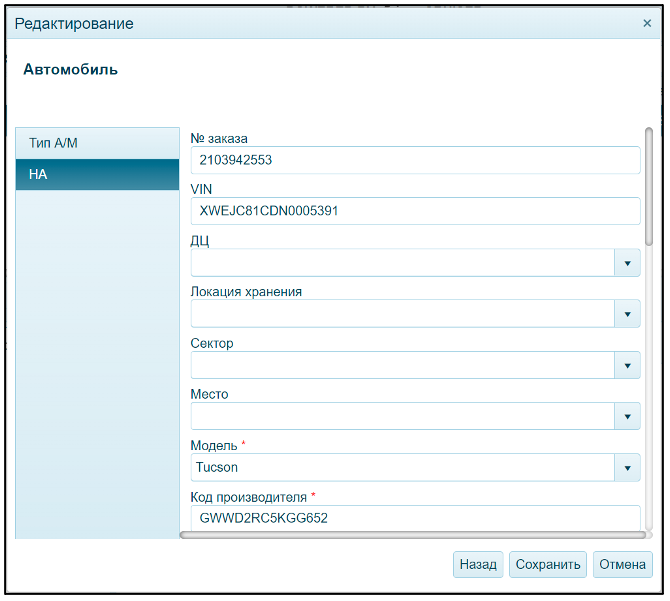 Редактирование
Автомобиль
Тип А/М
НА
№ заказа
2103942553
VIN
XWEJC81CDN0005391
ДЦ
Локация хранения
Сектор
Место
Модель *
Tucson
Код производителя *
GWWD2RC5KGG652
Назад
Сохранить
Отмена